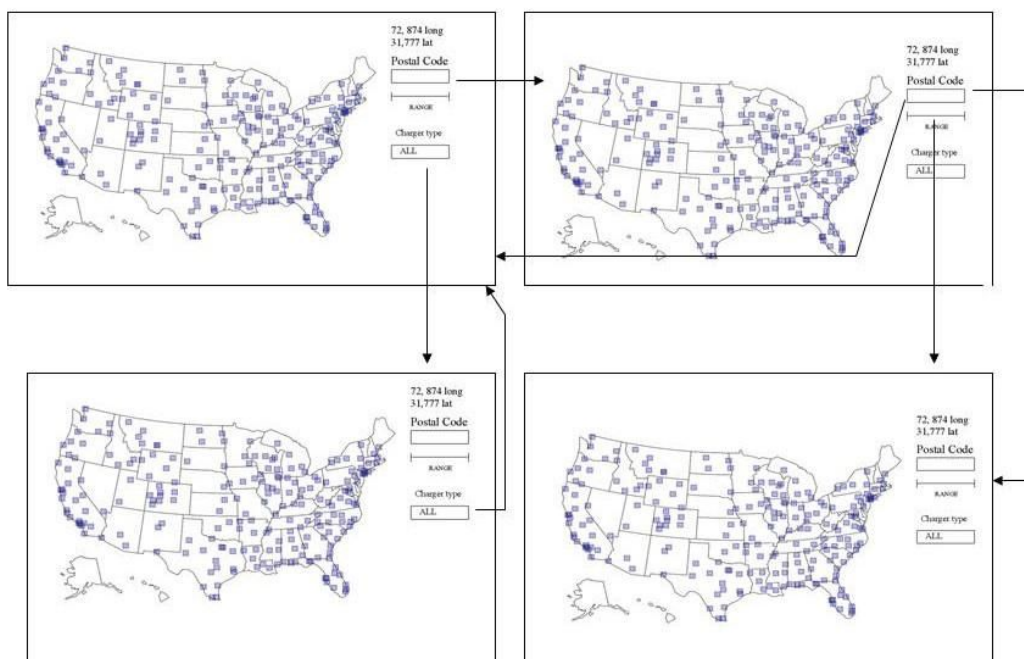 72, 874 long
31,777 lat
Postal Code
RANGE
Charger type
ALL
72, 874 long
31,777 lat
Postal Code
RANGE
Charger type
ALL
72, 874 long
31,777 lat
Postal Code
RANGE
Charger type
ALL
72, 874 long
31,777 lat
Postal Code
RANGE
Charger type
ALL